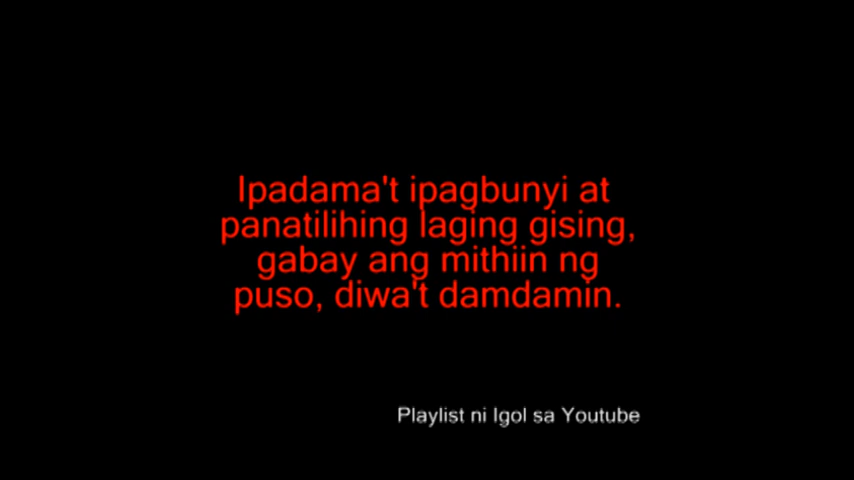 Ipadama't ipagbunyi at
panatilihing laging gising,
gabay ang mithiin ng
puso, diwa't damdamin.
Playlist ni Igol sa Youtube